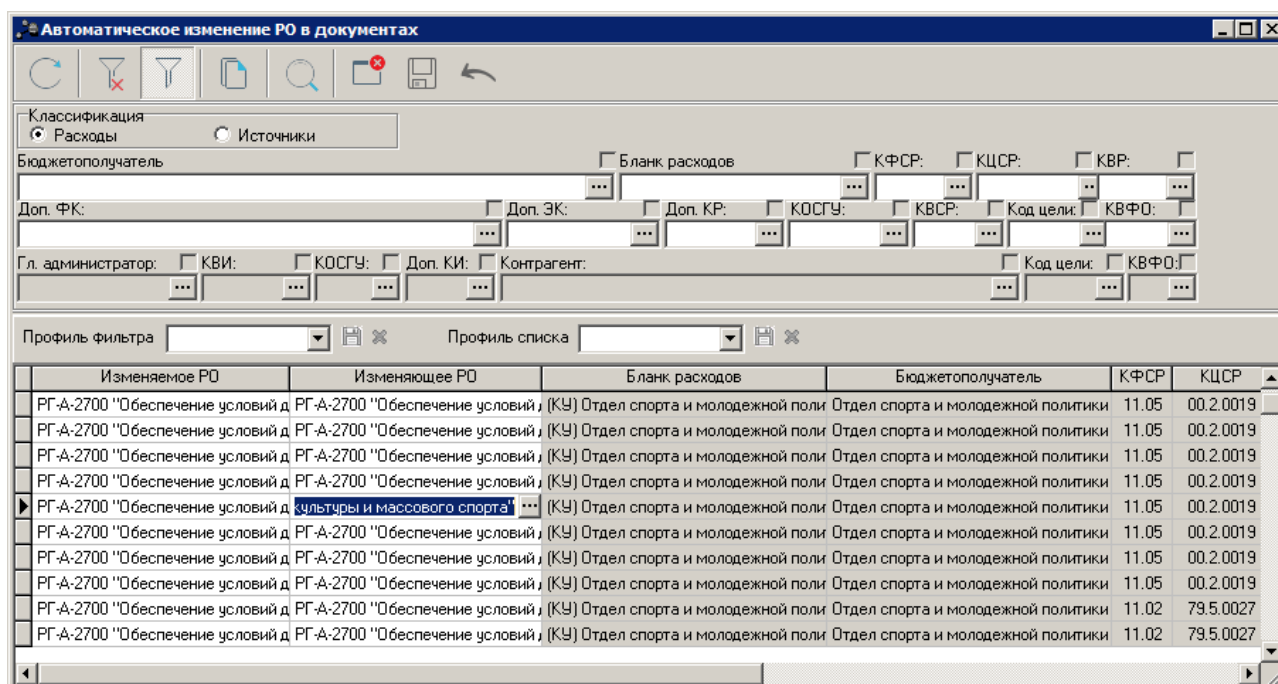 Автоматическое изменение РО в документах
Классификация
Расходы Источники
Бюджетополучатель Бланк расходов КФСР: КЦСР: КВР:
Доп. ФК: Доп. ЭК: Доп. КР: КОСГУ: КВСР: Код цели: КВФО:
Гл. администратор: КВИ: КОСГУ: Доп. КИ: Контрагент: Код цели: КВФО:
Профиль фильтра Профиль списка
Изменяемое РО Изменяющее РО Бланк расходов Бюджетополучатель КФСР КЦСР
РГ-А-2700 "Обеспечение условий д РГ-А-2700 "Обеспечение условий (КУ) Отдел спорта и молодежной поли Отдел спорта и молодежной политики 11.05 00.2.0019
РГ-А-2700 "Обеспечение условий д РГ-А-2700 "Обеспечение условий (КУ) Отдел спорта и молодежной поли Отдел спорта и молодежной политики 11.05 00.2.0019
РГ-А-2700 "Обеспечение условий д РГ-А-2700 "Обеспечение условий (КУ) Отдел спорта и молодежной поли Отдел спорта и молодежной политики 11.05 00.2.0019
РГ-А-2700 "Обеспечение условий д РГ-А-2700 "Обеспечение условий (КУ) Отдел спорта и молодежной поли Отдел спорта и молодежной политики 11.05 00.2.0019
РГ-А-2700 "Обеспечение условий д культуры и массового спорта" ... (КУ) Отдел спорта и молодежной поли Отдел спорта и молодежной политики 11.05 00.2.0019
РГ-А-2700 "Обеспечение условий д РГ-А-2700 "Обеспечение условий (КУ) Отдел спорта и молодежной поли Отдел спорта и молодежной политики 11.05 00.2.0019
РГ-А-2700 "Обеспечение условий д РГ-А-2700 "Обеспечение условий (КУ) Отдел спорта и молодежной поли Отдел спорта и молодежной политики 11.05 00.2.0019
РГ-А-2700 "Обеспечение условий д РГ-А-2700 "Обеспечение условий (КУ) Отдел спорта и молодежной поли Отдел спорта и молодежной политики 11.05 00.2.0019
РГ-А-2700 "Обеспечение условий д РГ-А-2700 "Обеспечение условий (КУ) Отдел спорта и молодежной поли Отдел спорта и молодежной политики 11.02 79.5.0027
РГ-А-2700 "Обеспечение условий д РГ-А-2700 "Обеспечение условий (КУ) Отдел спорта и молодежной поли Отдел спорта и молодежной политики 11.02 79.5.0027